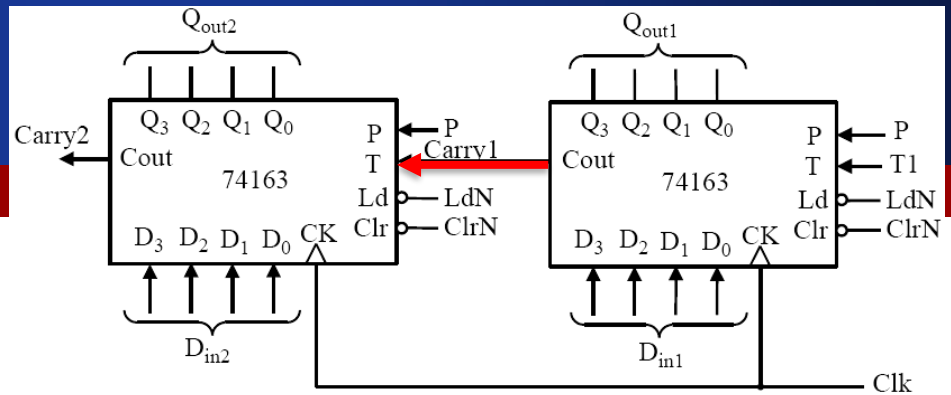 Qout2 Qout1
Carry2 Q3 Q2 Q1 Q0 P P Carry1 Q3 Q2 Q1 Q0 P P
Cout T Cout T T1
74163 74163
Ld LdN Ld LdN
D3 D2 D1 D0 CK Clr ClrN D3 D2 D1 D0 CK Clr ClrN
Din2 Din1
Clk